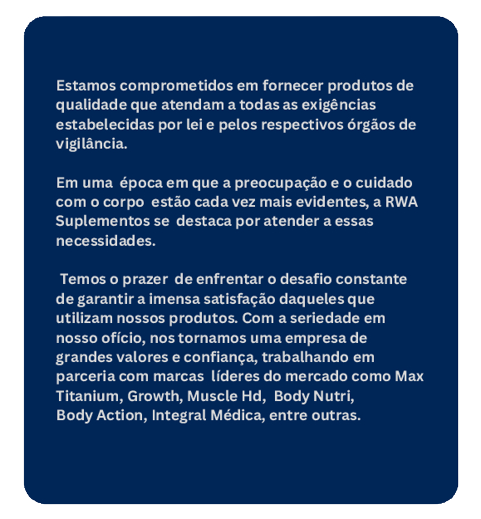 Estamos comprometidos em fornecer produtos de
qualidade que atendam a todas as exigências
estabelecidas por lei e pelos respectivos órgãos de
vigilância.
Em uma época em que a preocupação e o cuidado
com o corpo estão cada vez mais evidentes, a RWA
Suplementos se destaca por atender a essas
necessidades.
Temos o prazer de enfrentar o desafio constante
de garantir a imensa satisfação daqueles que
utilizam nossos produtos. Com a seriedade em
nosso ofício, nos tornamos uma empresa de
grandes valores e confiança, trabalhando em
parceria com marcas líderes do mercado como Max
Titanium, Growth, Muscle Hd, Body Nutri,
Body Action, Integral Médica, entre outras.